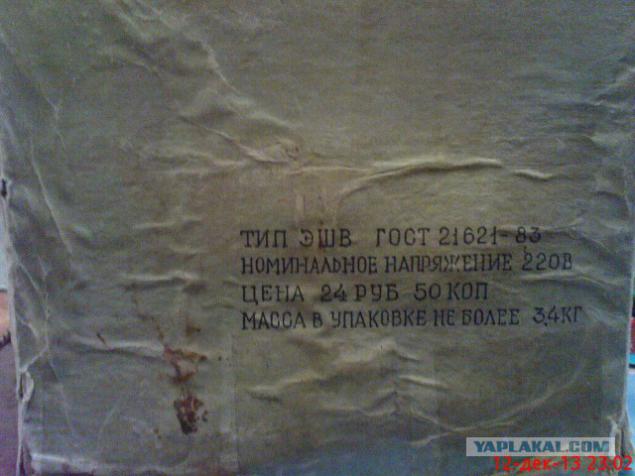 ТИП ЭШВ ГОСТ 21621-83
НОМИНАЛЬНОЕ НАПРЯЖЕНИЕ 220В
ЦЕНА 24 РУБ 50 КОП
МАССА В УПАКОВКЕ НЕ БОЛЕЕ 3,4КГ
YAPLAKAL.COM
12-дек-13 23:02